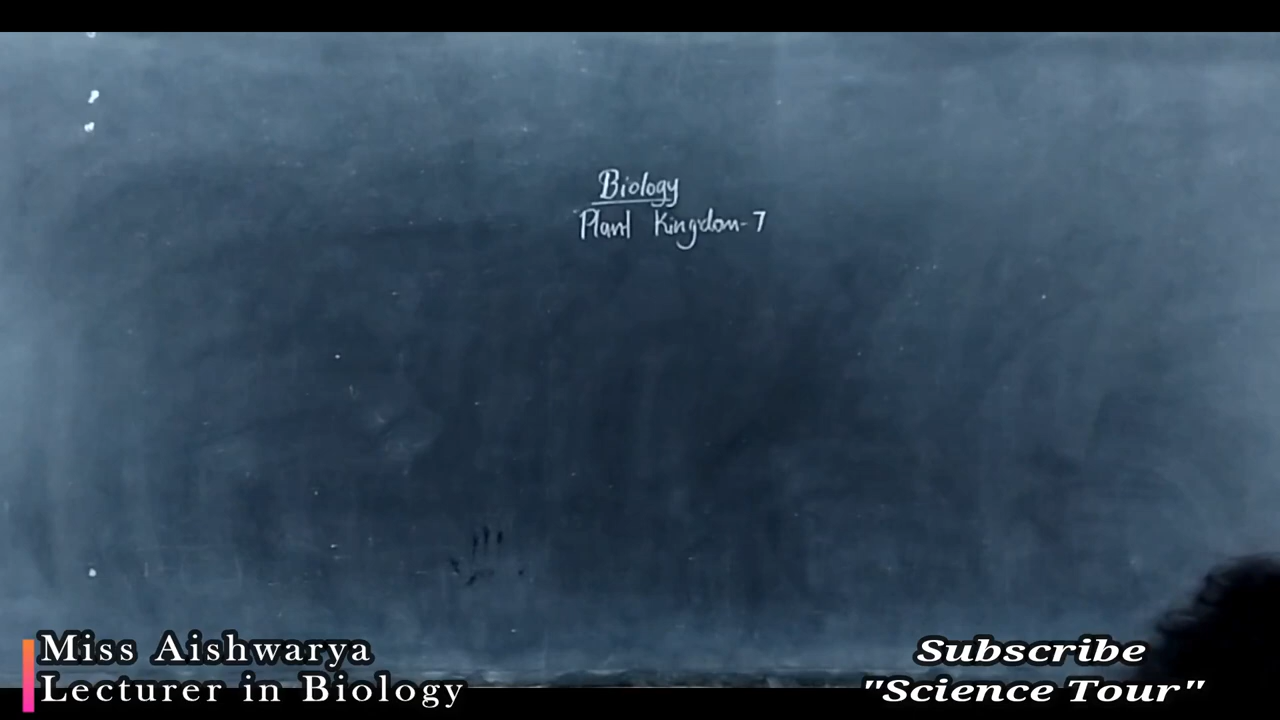 Biology
Plant Kingdom-7
Miss Aishwarya
Lecturer in Biology
Subscribe
"Science Tour"